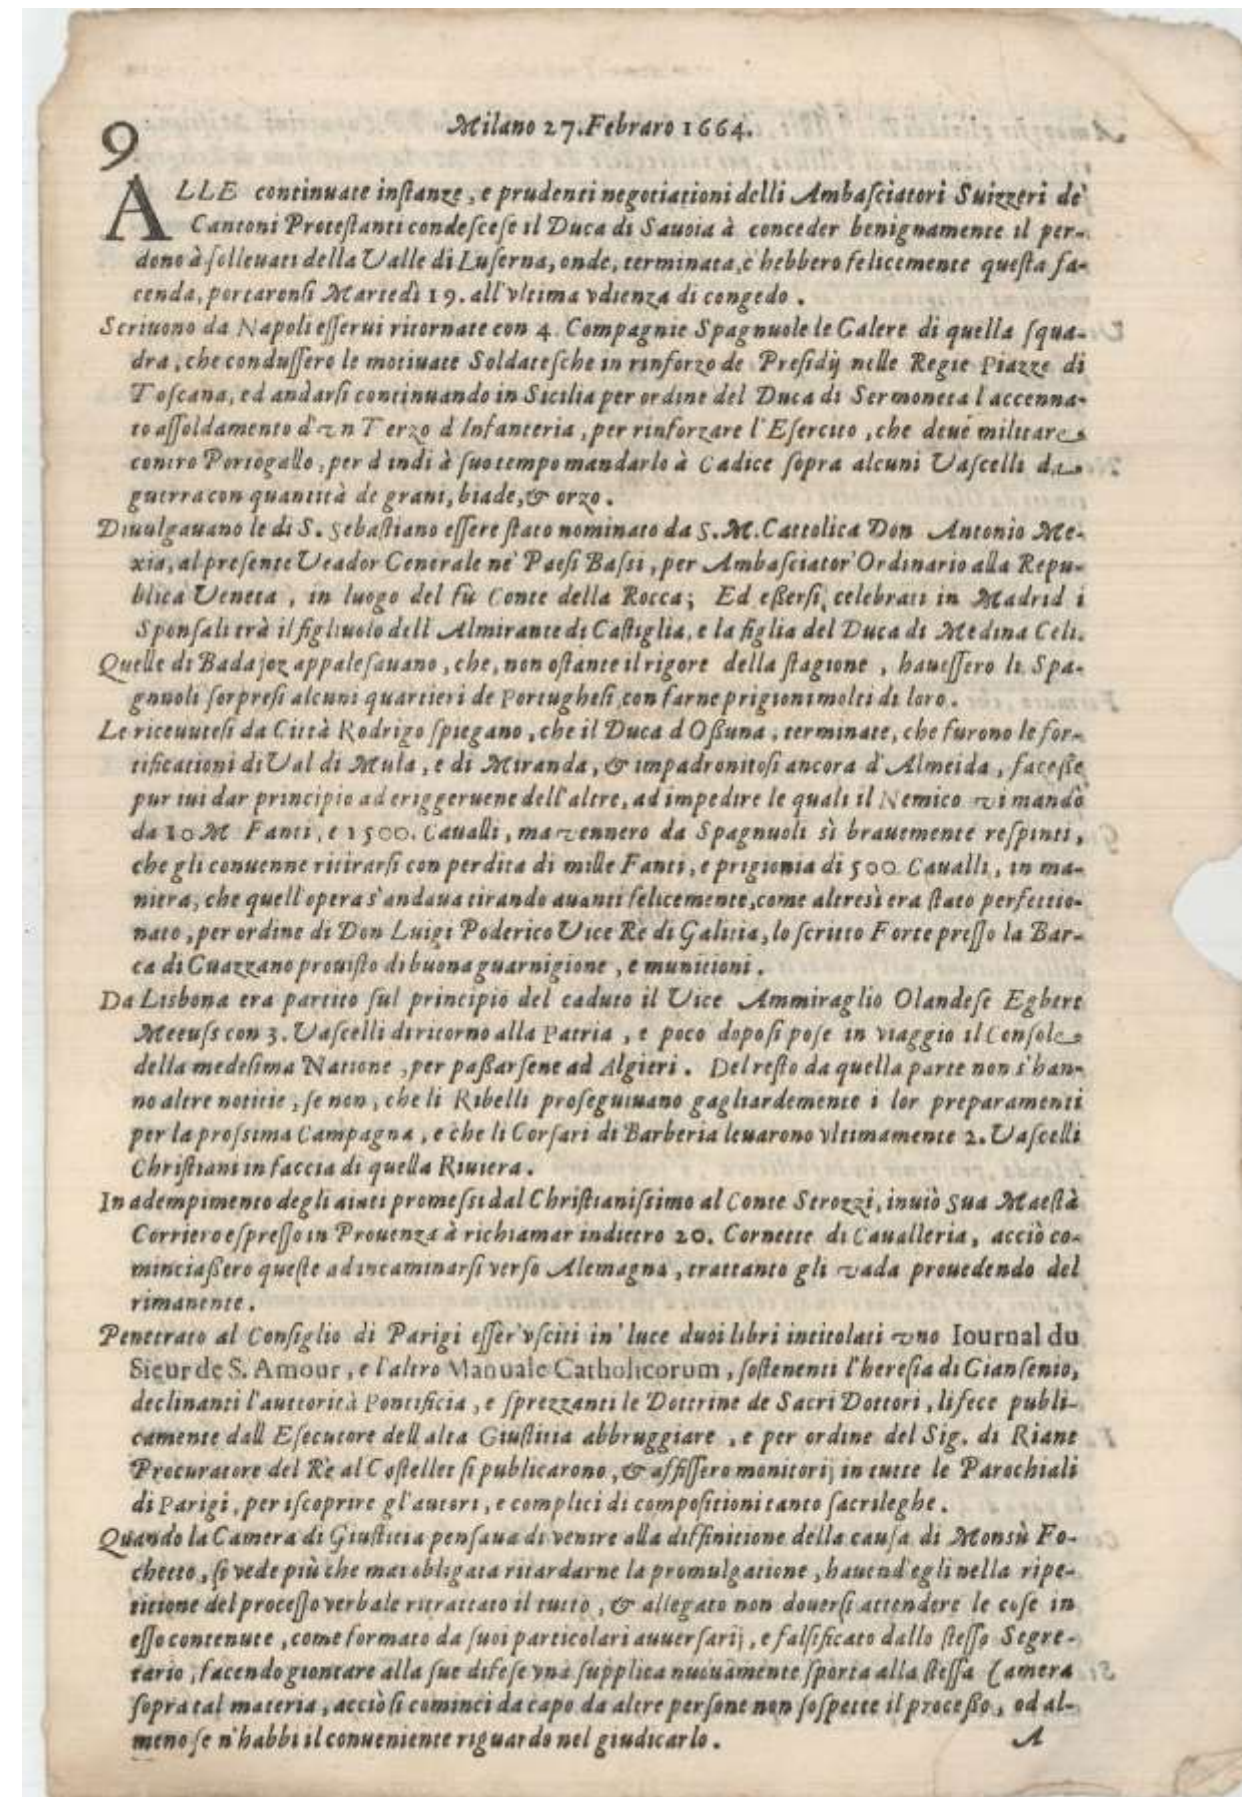 9
Milano 27. Febraro 1664.
ALLE continuate inſtanze, e prudenti negotiationi delli Ambaſciatori Suizzeri de'
Cantoni Proteſtanti condeſceſe il Duca di Sauoia à conceder benignamente il per-
dono à ſolleuati della Valle di Luſerna, onde, terminata, c'hebbero felicemente queſta fa-
cenda, portaronſi Martedì 19. all'vltima vdienza di congedo.
Scriuono da Napoli eſſerui ritornate con 4. Compagnie Spagnuole le Galere di quella ſqua-
dra, che conduſſero le motiuate Soldateſche in rinforzo de Preſidij nelle Regie Piazze di
Toſcana, ed andarſi continuando in Sicilia per ordine del Duca di Sermoneta l accenna-
to aſſoldamento d'vn Terzo d Infanteria, per rinforzare l'Eſercito, che deue militare
contro Portogallo, per d indi à ſuo tempo mandarlo à Cadice ſopra alcuni Vaſcelli da
guerra con quantità de grani, biade, & orzo.
Diuulgauano le di S. Sebaſtiano eſſere ſtato nominato da S. M. Cattolica Don Antonio Me-
xia, al preſente Veador Generale ne' Paeſi Baſsi, per Ambaſciator Ordinario alla Repu-
blica Veneta, in luogo del fù Conte della Rocca; Ed eßerſi celebrati in Madrid i
Sponſali trà il figliuolo dell Almirante di Caſtiglia, e la figlia del Duca di Medina Celi.
Quelle di Badajoz appaleſauano, che, non oſtante il rigore della ſtagione, haueſſero li Spa-
gnuoli ſorpreſi alcuni quartieri de Portugheſi con farne prigioni molti di loro.
Le riceuuteſi da Città Rodrigo ſpiegano, che il Duca d Oßuna, terminate, che furono le for-
tificationi di Val di Mula, e di Miranda, & impadronitoſi ancora d'Almeida, faceße
pur iui dar principio ad eriggeruene dell'altre, ad impedire le quali il Nemico vi mandò
da 10 M Fanti, e 1500. Caualli, ma vennero da Spagnuoli sì brauemente reſpinti,
che gli conuenne ritirarſi con perdita di mille Fanti, e prigionia di 500 Caualli, in ma-
niera, che quell'opera s'andaua tirando auanti felicemente, come altresì era ſtato perfettio-
nato, per ordine di Don Luigi Poderico Vice Rè di Galitia, lo ſcritto Forte preſſo la Bar-
ca di Guazzano prouiſto di buona guarnigione, e munitioni.
Da Lisbona era partito ſul principio del caduto il Vice Ammiraglio Olandeſe Egbert
Meeuſs con 3. Vaſcelli di ritorno alla Patria, e poco dopo ſi poſe in viaggio il Conſole
della medeſima Natione, per paßarſene ad Algieri. Del reſto da quella parte non s'han-
no altre notitie, ſe non, che li Ribelli proſeguiuano gagliardemente i lor preparamenti
per la proſsima Campagna, e che li Corſari di Barberia leuarono vltimamente 2. Vaſcelli
Chriſtiani in faccia di quella Riuiera.
In adempimento degli aiuti promeſsi dal Chriſtianiſsimo al Conte Strozzi, inuiò Sua Maeſtà
Corriero eſpreſſo in Prouenza à richiamar indietro 20. Cornette di Caualleria, acciò co-
minciaßero queſte ad incaminarſi verſo Alemagna, trattanto gli vada prouedendo del
rimanente.
Penetrato al Conſiglio di Parigi eſſer'vſciti in'luce duoi libri intitolati vno Iournal du
Sieur de S. Amour, e l'altro Manuale Catholicorum, ſoſtenenti l'hereſia di Gianſenio,
declinanti l'auttorità Pontificia, e ſprezzanti le Dottrine de Sacri Dottori, li fece publi-
camente dall Eſecutore dell alta Giuſtitia abbruggiare, e per ordine del Sig. di Riant
Procuratore del Rè al Coſtellet ſi publicarono, & affiſſero monitorij in tutte le Parochiali
di Parigi, per iſcoprire gl'autori, e complici di compoſitioni tanto ſacrileghe.
Quando la Camera di Giuſtitia penſaua di venire alla diffinitione della cauſa di Monsù Fo-
chetto, ſi vede più che mai obligata ritardarne la promulgatione, hauend'egli nella ripe-
titione del proceſſo verbale ritrattato il tutto, & allegato non douerſi attendere le coſe in
eſſo contenute, come formato da ſuoi particolari auuerſarij, e falſificato dallo ſteſſo Segre-
tario, facendo giontare alla ſue difeſe vna ſupplica nuouamente ſporta alla ſteſſa Camera
ſopra tal materia, acciò ſi cominci da capo da altre perſone non ſoſpette il proceßo, od al-
meno ſe n'habbi il conueniente riguardo nel giudicarlo.
A